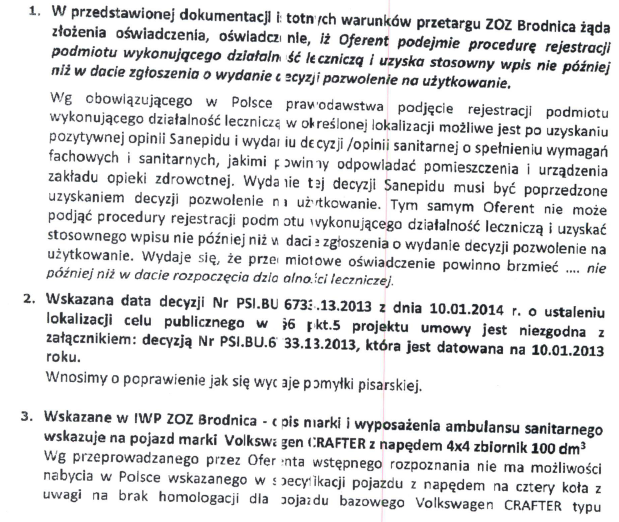 1. W przedstawionej dokumentacji istotnych warunków przetargu ZOZ Brodnica żąda
złożenia oświadczenia, oświadczenie, iż Oferent podejmie procedurę rejestracji
podmiotu wykonującego działalność leczniczą i uzyska stosowny wpis nie później
niż w dacie zgłoszenia o wydanie decyzji pozwolenie na użytkowanie.
Wg obowiązującego w Polsce prawodawstwa podjęcie rejestracji podmiotu
wykonującego działalność leczniczą w określonej lokalizacji możliwe jest po uzyskaniu
pozytywnej opinii Sanepidu i wydaniu decyzji /opinii sanitarnej o spełnieniu wymagań
fachowych i sanitarnych, jakimi powinny odpowiadać pomieszczenia i urządzenia
zakładu opieki zdrowotnej. Wydanie tej decyzji Sanepidu musi być poprzedzone
uzyskaniem decyzji pozwolenie na użytkowanie. Tym samym Oferent nie może
podjąć procedury rejestracji podmiotu wykonującego działalność leczniczą i uzyskać
stosownego wpisu nie później niż w dacie zgłoszenia o wydanie decyzji pozwolenie na
użytkowanie. Wydaje się, że przedmiotowe oświadczenie powinno brzmieć .... nie
później niż w dacie rozpoczęcia działalności leczniczej.
2. Wskazana data decyzji Nr PSI.BU 6733.13.2013 z dnia 10.01.2014 r. o ustaleniu
lokalizacji celu publicznego w §6 pkt.5 projektu umowy jest niezgodna z
załącznikiem: decyzją Nr PSI.BU.6733.13.2013, która jest datowana na 10.01.2013
roku.
Wnosimy o poprawienie jak się wydaje pomyłki pisarskiej.
3. Wskazane w IWP ZOZ Brodnica - opis marki i wyposażenia ambulansu sanitarnego
wskazuje na pojazd marki Volkswagen CRAFTER z napędem 4x4 zbiornik 100 dm³
Wg przeprowadzanego przez Oferenta wstępnego rozpoznania nie ma możliwości
nabycia w Polsce wskazanego w specyfikacji pojazdu z napędem na cztery koła z
uwagi na brak homologacji dla pojazdu bazowego Volkswagen CRAFTER typu